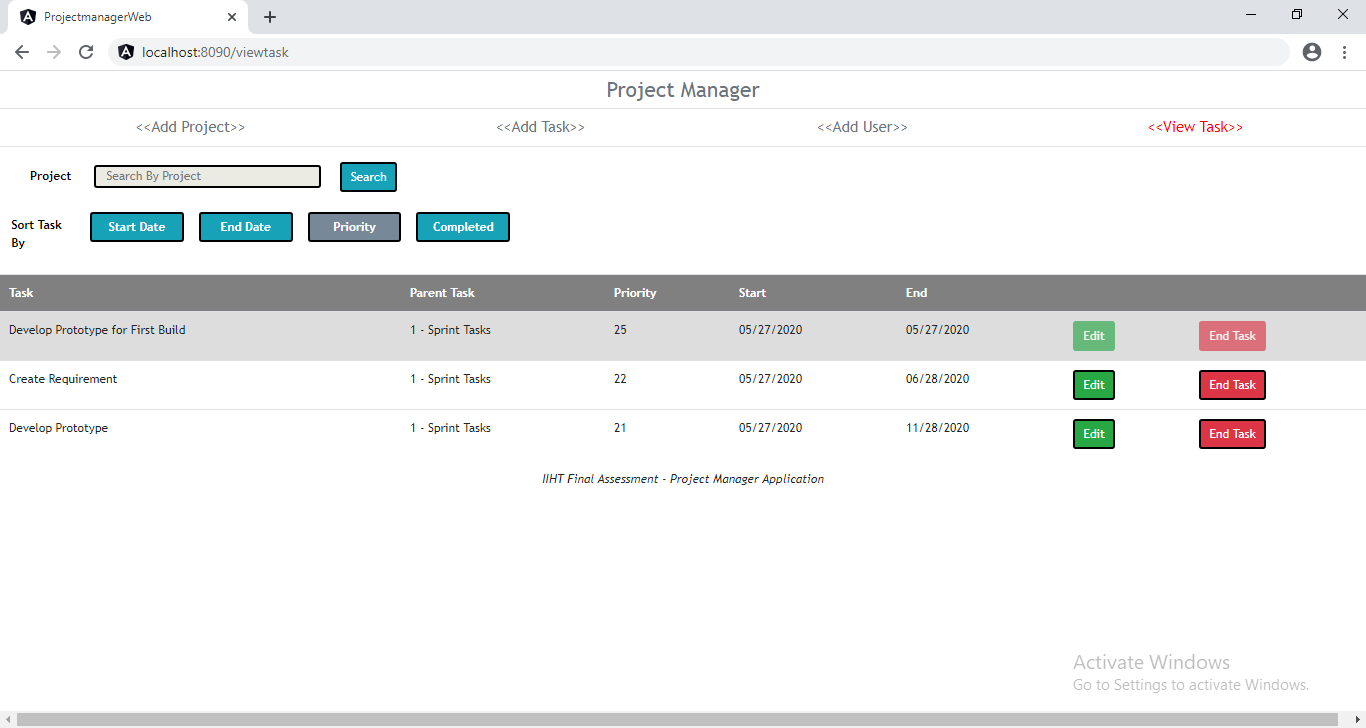 ProjectmanagerWeb
localhost:8090/viewtask
Project Manager
<<Add Project>> <<Add Task>> <<Add User>> <<View Task>>
Project Search By Project Search
Sort Task By Start Date End Date Priority Completed
Task Parent Task Priority Start End
Develop Prototype for First Build 1 - Sprint Tasks 25 05/27/2020 05/27/2020 Edit End Task
Create Requirement 1 - Sprint Tasks 22 05/27/2020 06/28/2020 Edit End Task
Develop Prototype 1 - Sprint Tasks 21 05/27/2020 11/28/2020 Edit End Task
IIHT Final Assessment - Project Manager Application
Activate Windows
Go to Settings to activate Windows.